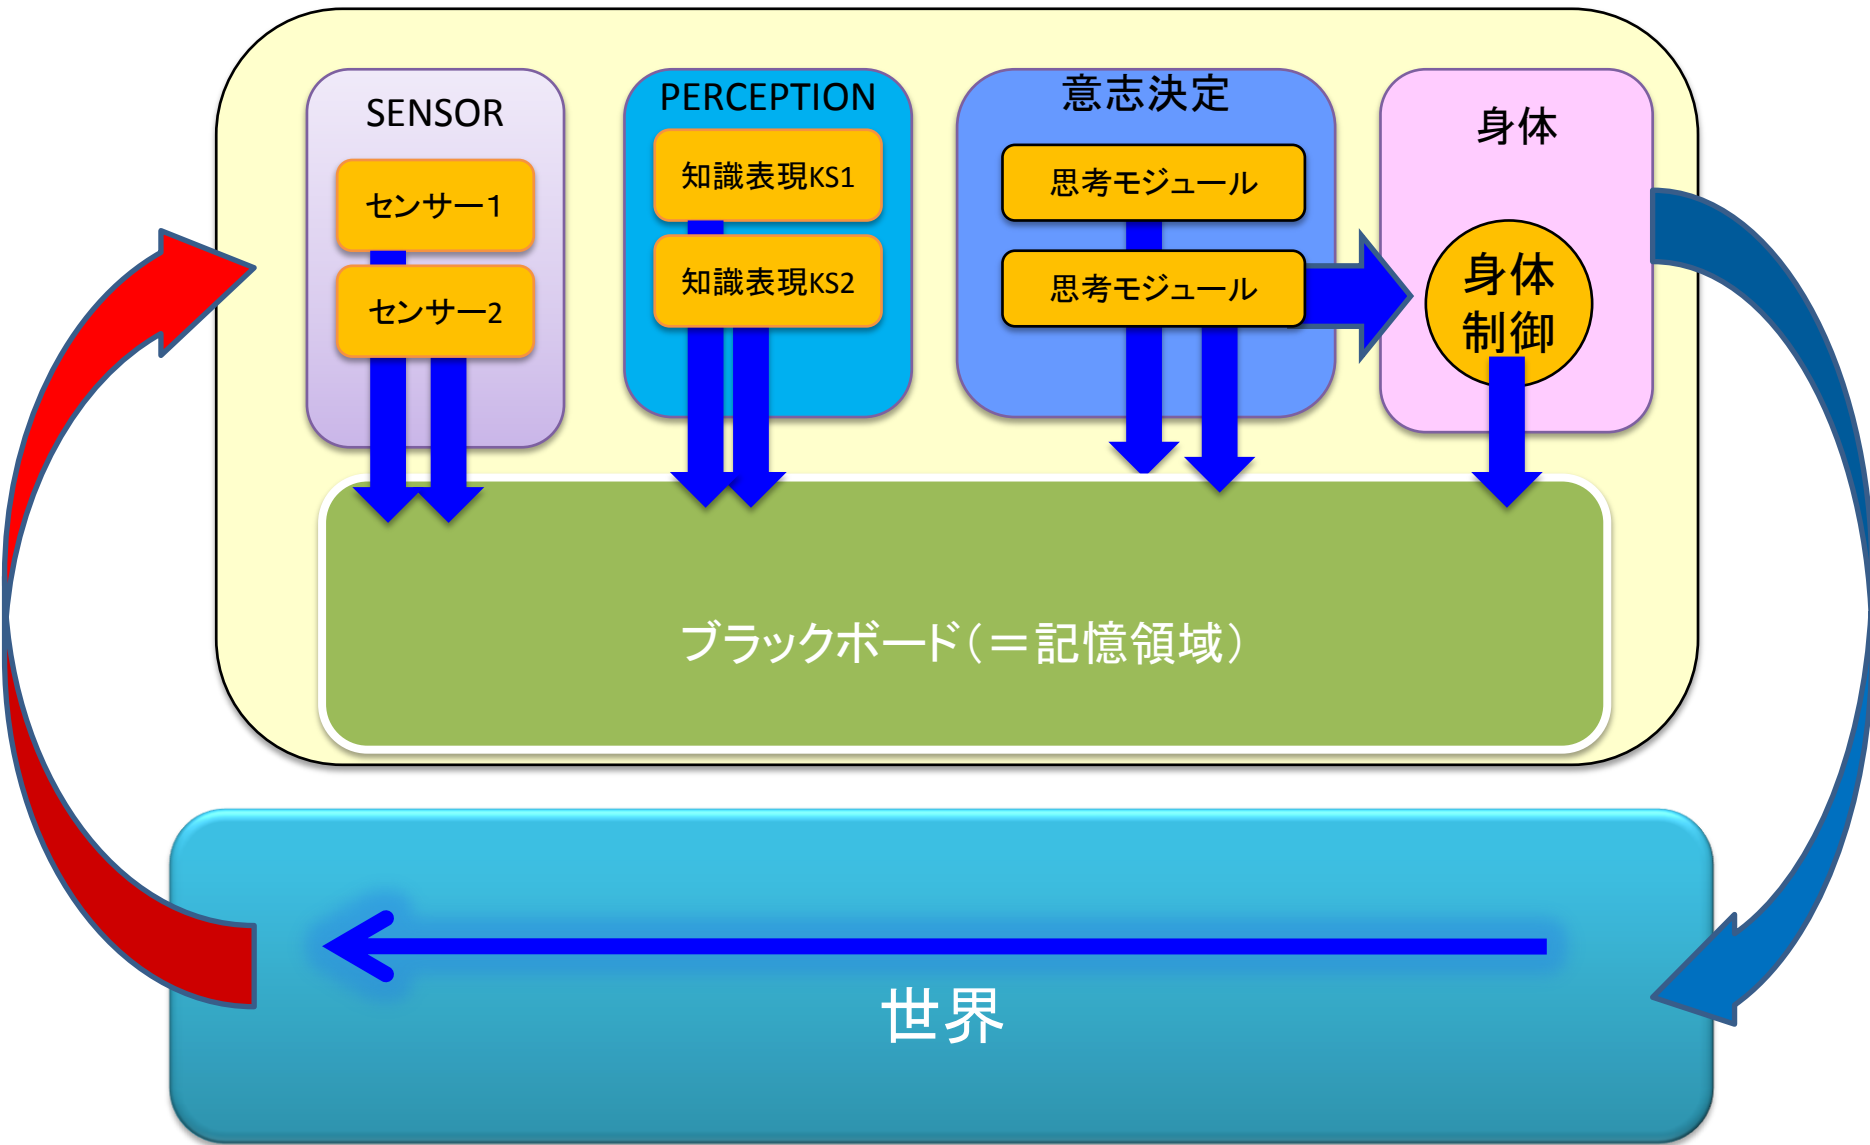 SENSOR
センサー1
センサー2
PERCEPTION
知識表現KS1
知識表現KS2
意志決定
思考モジュール
思考モジュール
身体
身体
制御
ブラックボード(=記憶領域)
世界